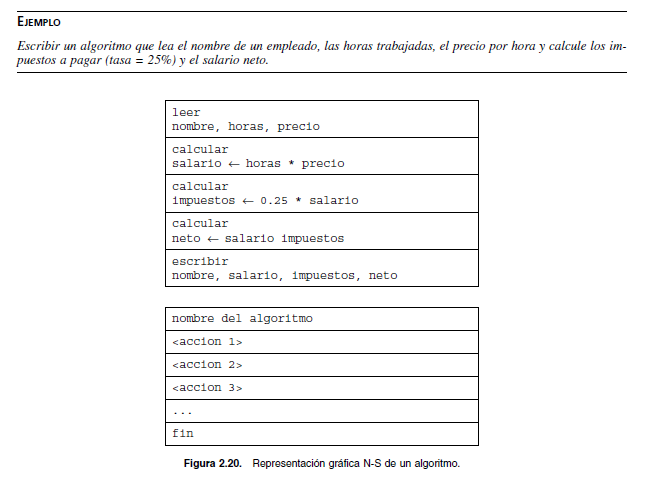 EJEMPLO
Escribir un algoritmo que lea el nombre de un empleado, las horas trabajadas, el precio por hora y calcule los im-
puestos a pagar (tasa = 25%) y el salario neto.
leer
nombre, horas, precio
calcular
salario ← horas * precio
calcular
impuestos ← 0.25 * salario
calcular
neto ← salario impuestos
escribir
nombre, salario, impuestos, neto
nombre del algoritmo
<accion 1>
<accion 2>
<accion 3>
...
fin
Figura 2.20. Representación gráfica N-S de un algoritmo.